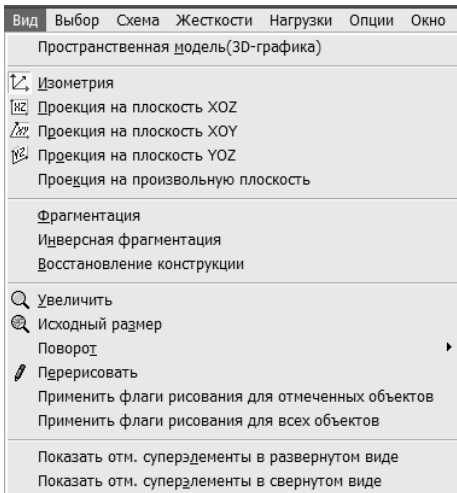 Вид Выбор Схема Жесткости Нагрузки Опции Окно
Пространственная модель(3D-графика)
Изометрия
Проекция на плоскость XOZ
Проекция на плоскость XOY
Проекция на плоскость YOZ
Проекция на произвольную плоскость
Фрагментация
Инверсная фрагментация
Восстановление конструкции
Увеличить
Исходный размер
Поворот
Перерисовать
Применить флаги рисования для отмеченных объектов
Применить флаги рисования для всех объектов
Показать отм. суперэлементы в развернутом виде
Показать отм. суперэлементы в свернутом виде